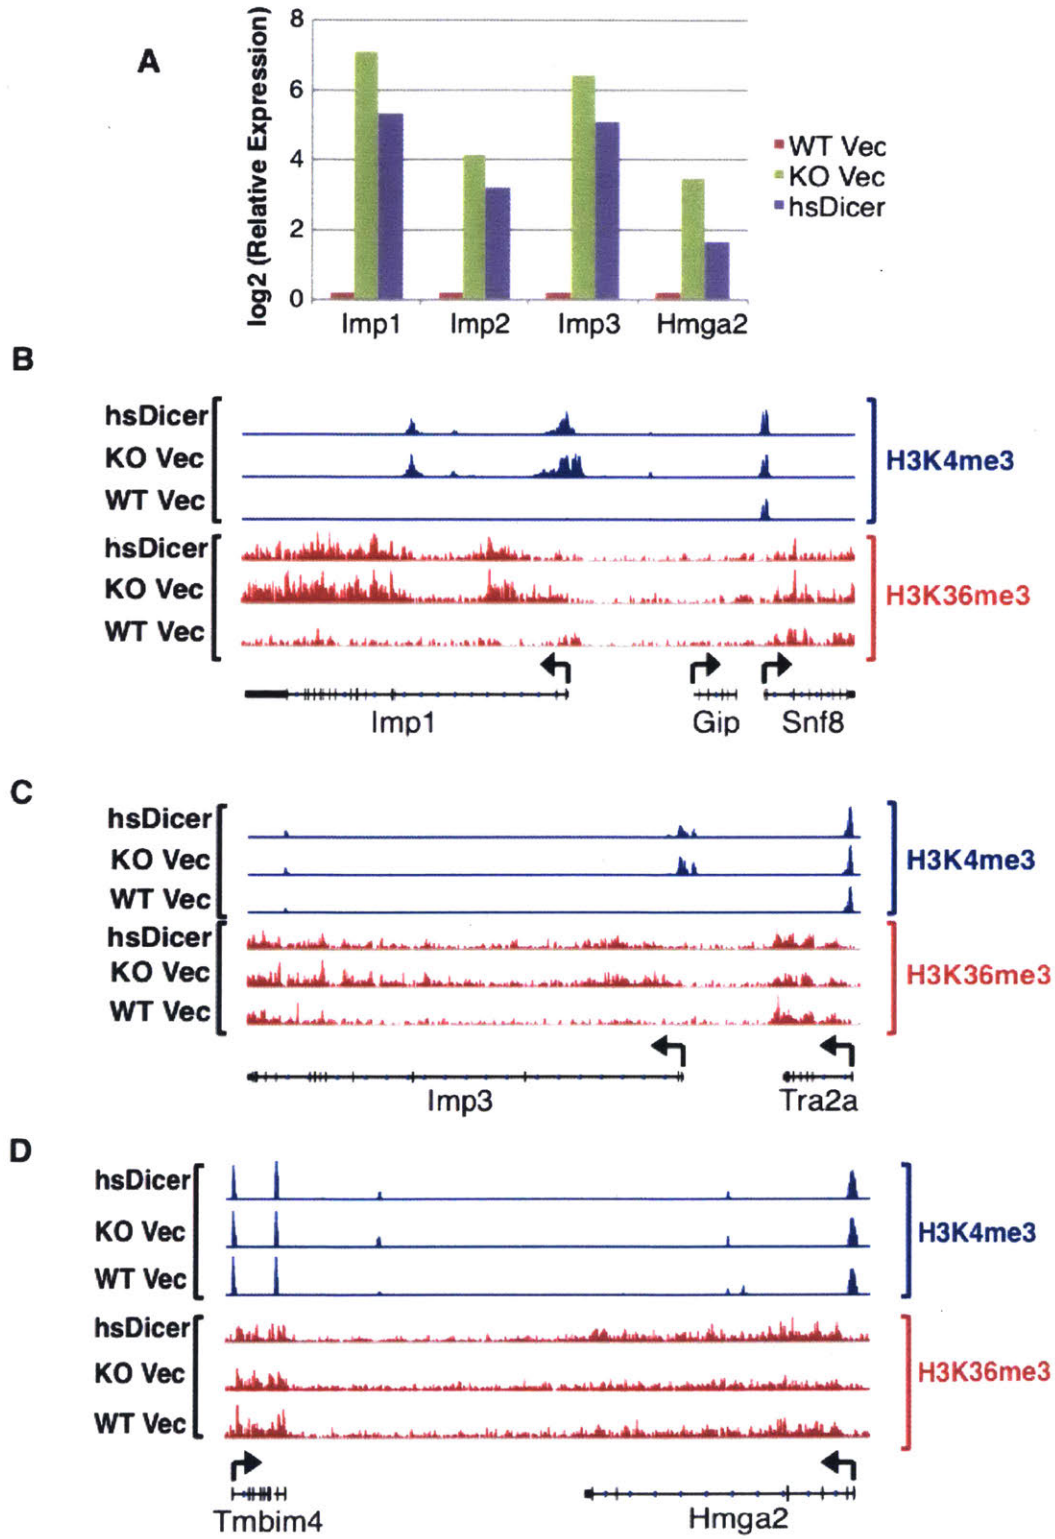 A
log2 (Relative Expression)
8
6
4
2
0
Imp1 Imp2 Imp3 Hmga2
WT Vec
KO Vec
hsDicer
B
hsDicer
KO Vec
WT Vec
H3K4me3
hsDicer
KO Vec
WT Vec
H3K36me3
Imp1 Gip Snf8
C
hsDicer
KO Vec
WT Vec
H3K4me3
hsDicer
KO Vec
WT Vec
H3K36me3
Imp3 Tra2a
D
hsDicer
KO Vec
WT Vec
H3K4me3
hsDicer
KO Vec
WT Vec
H3K36me3
Tmbim4 Hmga2